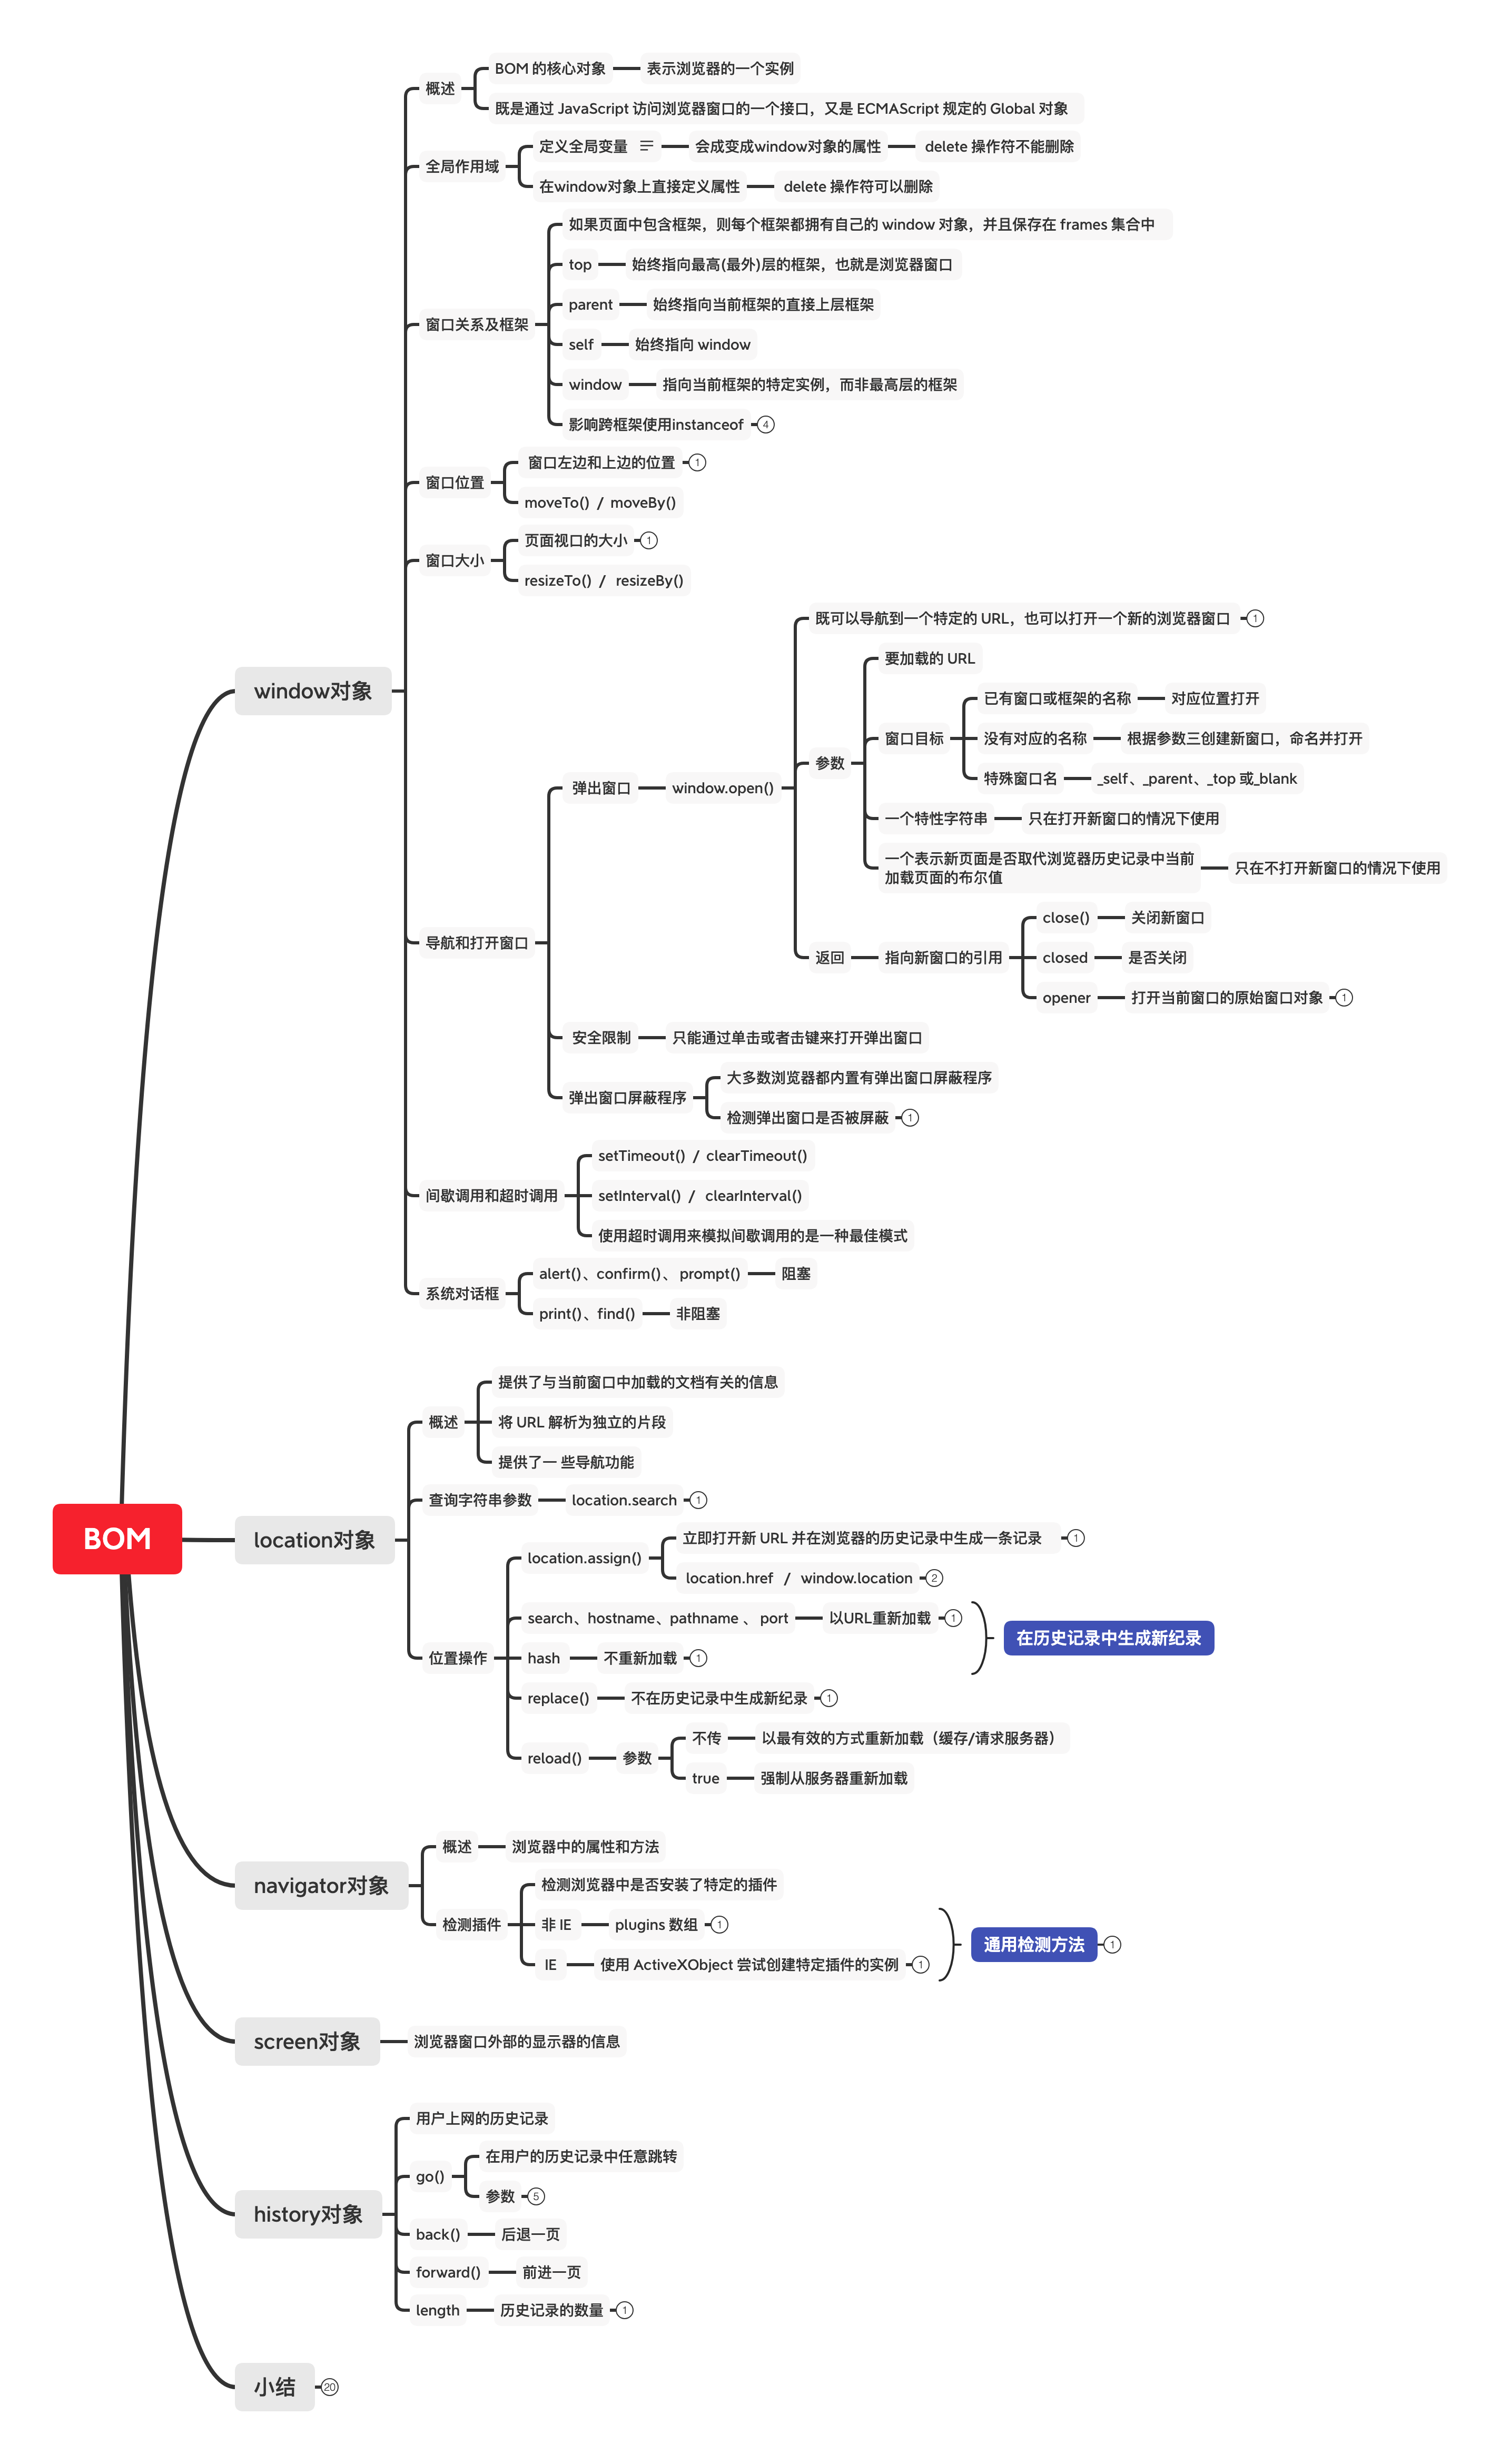 BOM
window对象
概述
BOM 的核心对象
表示浏览器的一个实例
既是通过 JavaScript 访问浏览器窗口的一个接口，又是 ECMAScript 规定的 Global 对象
全局作用域
定义全局变量
会成变成window对象的属性
delete 操作符不能删除
在window对象上直接定义属性
delete 操作符可以删除
窗口关系及框架
如果页面中包含框架，则每个框架都拥有自己的 window 对象，并且保存在 frames 集合中
top
始终指向最高(最外)层的框架，也就是浏览器窗口
parent
始终指向当前框架的直接上层框架
self
始终指向 window
window
指向当前框架的特定实例，而非最高层的框架
影响跨框架使用instanceof
4
窗口位置
窗口左边和上边的位置
1
moveTo() / moveBy()
窗口大小
页面视口的大小
1
resizeTo() / resizeBy()
导航和打开窗口
弹出窗口
window.open()
既可以导航到一个特定的 URL，也可以打开一个新的浏览器窗口
1
参数
要加载的 URL
窗口目标
已有窗口或框架的名称
对应位置打开
没有对应的名称
根据参数三创建新窗口，命名并打开
特殊窗口名
_self、_parent、_top 或_blank
一个特性字符串
只在打开新窗口的情况下使用
一个表示新页面是否取代浏览器历史记录中当前
加载页面的布尔值
只在不打开新窗口的情况下使用
返回
指向新窗口的引用
close()
关闭新窗口
closed
是否关闭
opener
打开当前窗口的原始窗口对象
1
安全限制
只能通过单击或者击键来打开弹出窗口
弹出窗口屏蔽程序
大多数浏览器都内置有弹出窗口屏蔽程序
检测弹出窗口是否被屏蔽
1
间歇调用和超时调用
setTimeout() / clearTimeout()
setInterval() / clearInterval()
使用超时调用来模拟间歇调用的是一种最佳模式
系统对话框
alert()、confirm()、 prompt()
阻塞
print()、find()
非阻塞
location对象
概述
提供了与当前窗口中加载的文档有关的信息
将 URL 解析为独立的片段
提供了一 些导航功能
查询字符串参数
location.search
1
位置操作
location.assign()
立即打开新 URL 并在浏览器的历史记录中生成一条记录
1
location.href / window.location
2
search、hostname、pathname 、 port
以URL重新加载
1
hash
不重新加载
1
在历史记录中生成新纪录
replace()
不在历史记录中生成新纪录
1
reload()
参数
不传
以最有效的方式重新加载（缓存/请求服务器）
true
强制从服务器重新加载
navigator对象
概述
浏览器中的属性和方法
检测插件
检测浏览器中是否安装了特定的插件
非 IE
plugins 数组
1
IE
使用 ActiveXObject 尝试创建特定插件的实例
1
通用检测方法
1
screen对象
浏览器窗口外部的显示器的信息
history对象
用户上网的历史记录
go()
在用户的历史记录中任意跳转
参数
5
back()
后退一页
forward()
前进一页
length
历史记录的数量
1
小结
20